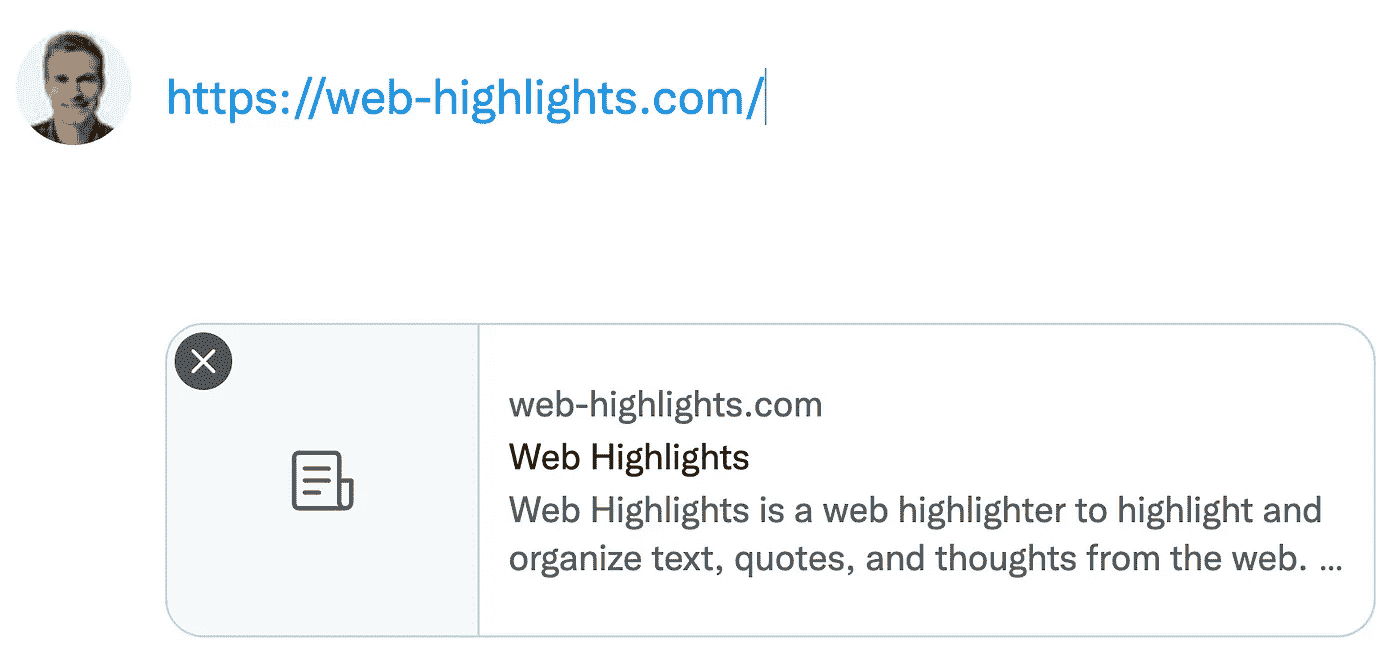 https://web-highlights.com/
web-highlights.com
Web Highlights
Web Highlights is a web highlighter to highlight and
organize text, quotes, and thoughts from the web. ...